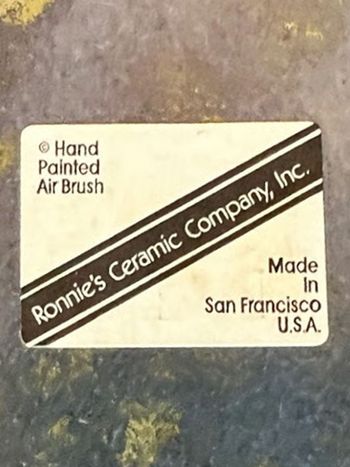 © Hand
Painted
Air Brush
Ronnie's Ceramic Company, Inc.
Made
In
San Francisco
U.S.A.